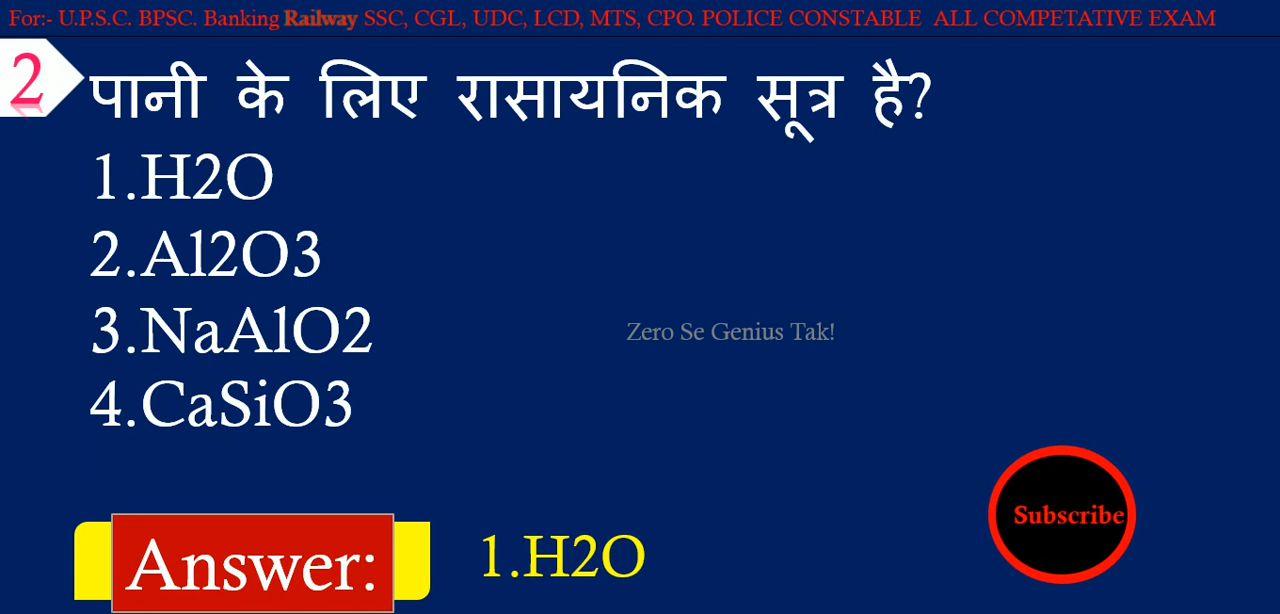 For:- U.P.S.C. BPSC. Banking Railway SSC, CGL, UDC, LCD, MTS, CPO. POLICE CONSTABLE ALL COMPETATIVE EXAM
2 पानी के लिए रासायनिक सूत्र है?
1.H2O
2.Al2O3
3.NaAlO2
4.CaSiO3
Zero Se Genius Tak!
Subscribe
Answer: 1.H2O